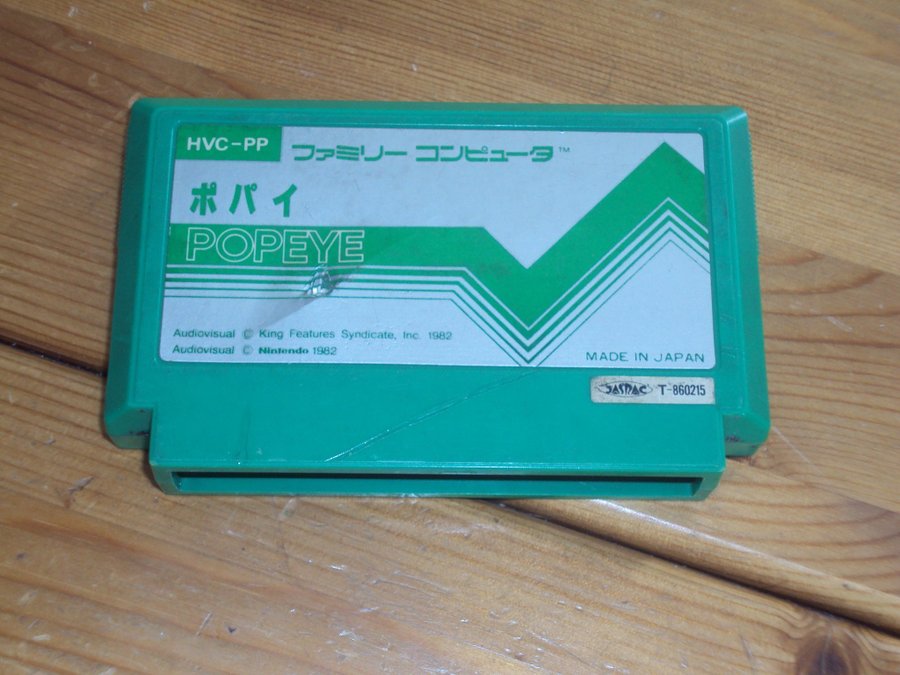 HVC-PP
ファミリー コンピュータ™
ポパイ
POPEYE
Audiovisual © King Features Syndicate, Inc. 1982
Audiovisual © Nintendo 1982
MADE IN JAPAN
JASRAC T-860215